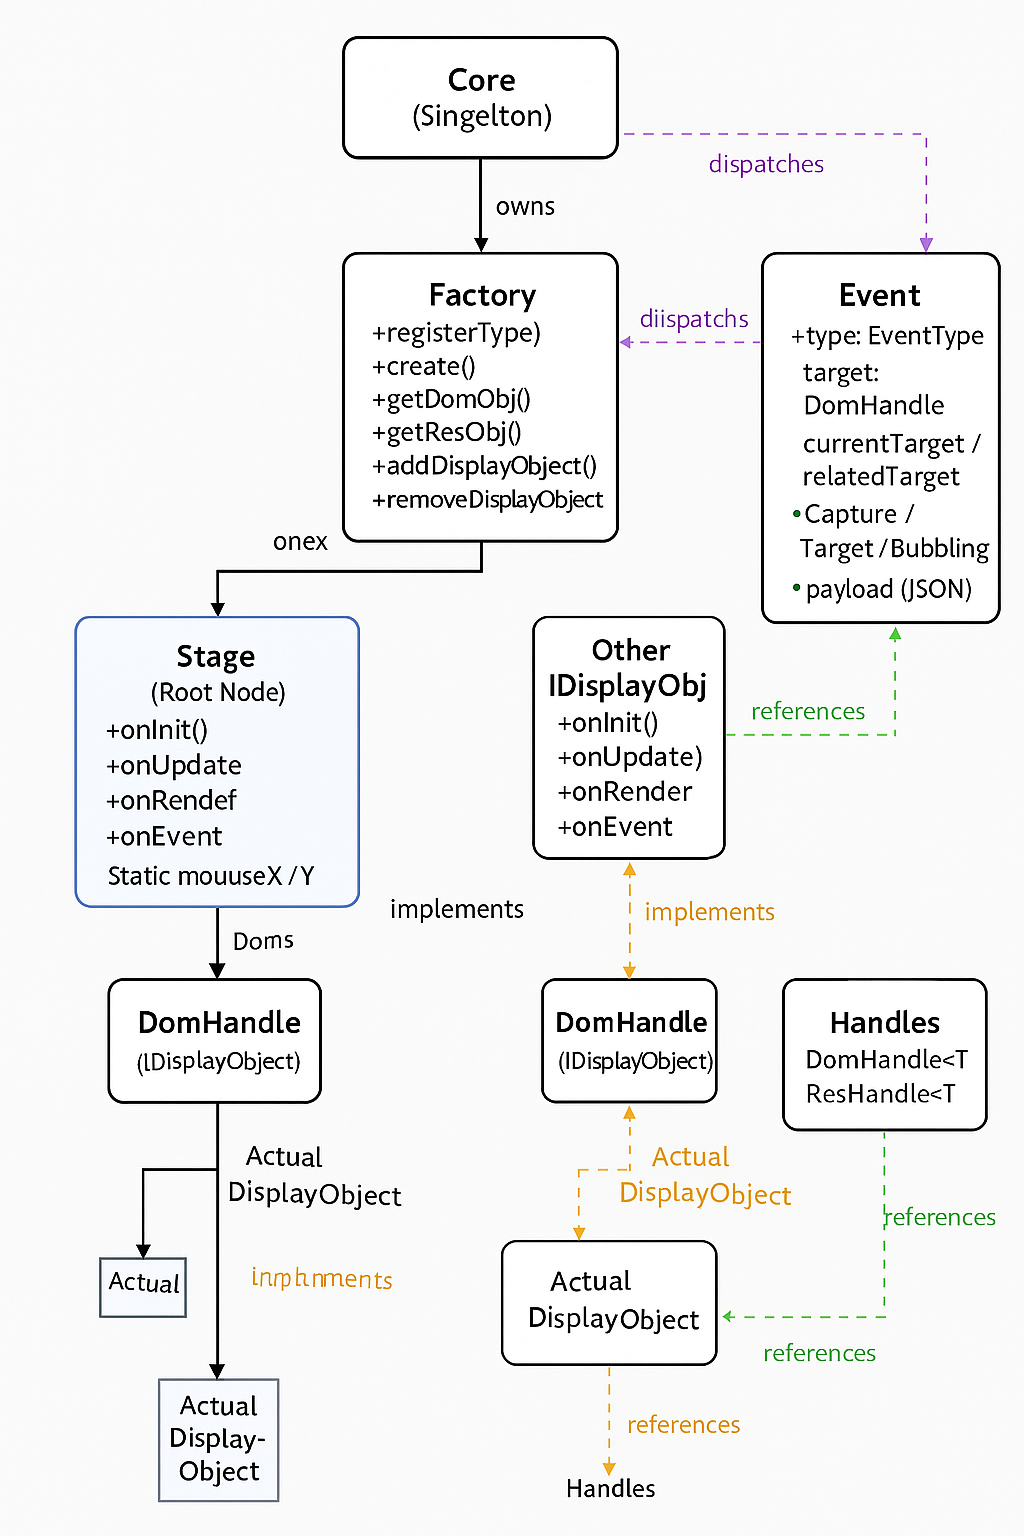 Core
(Singelton)
dispatches
owns
Factory
+registerType)
+create()
+getDomObj()
+getResObj()
+addDisplayObject()
+removeDisplayObject
diispatchs
Event
+type: EventType
target:
DomHandle
currentTarget /
relatedTarget
•Capture /
Target / Bubbling
•payload (JSON)
onex
Stage
(Root Node)
+onInit()
+onUpdate
+onRendef
+onEvent
Static mouuseX / Y
Other
IDisplayObj
+onInit()
+onUpdate)
+onRender
+onEvent
references
implements
implements
Doms
DomHandle
(IDisplayObject)
DomHandle
(IDisplayObject)
Handles
DomHandle<T
ResHandle<T
Actual
DisplayObject
Actual
DisplayObject
references
Actual
Actual
DisplayObject
references
Actual
Display-
Object
references
Handles